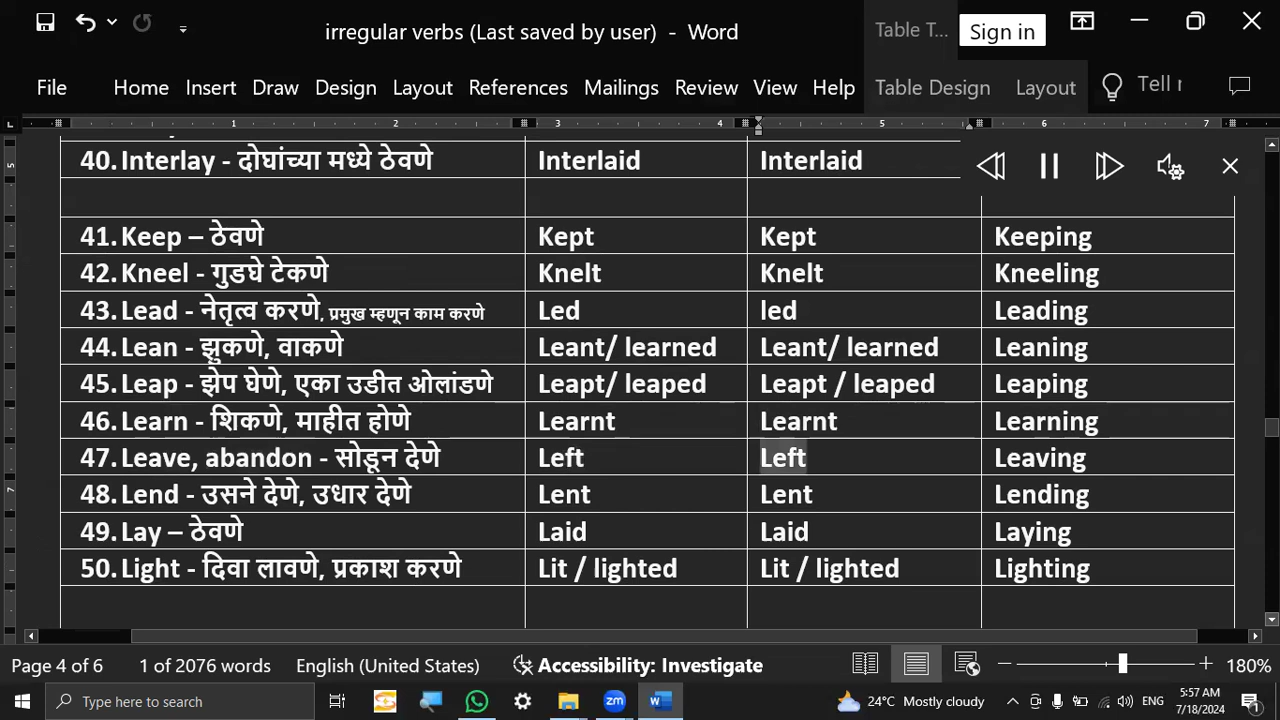 irregular verbs (Last saved by user) - Word
Table T... Sign in
File Home Insert Draw Design Layout References Mailings Review View Help Table Design Layout Tell
1 2 3 4 5 6 7
40. Interlay - दोघांच्या मध्ये ठेवणे Interlaid Interlaid
41. Keep – ठेवणे Kept Kept Keeping
42. Kneel - गुडघे टेकणे Knelt Knelt Kneeling
43. Lead - नेतृत्व करणे, प्रमुख म्हणून काम करणे Led led Leading
44. Lean - झुकणे, वाकणे Leant/ learned Leant/ learned Leaning
45. Leap - झेप घेणे, एका उडीत ओलांडणे Leapt/ leaped Leapt / leaped Leaping
46. Learn - शिकणे, माहीत होणे Learnt Learnt Learning
47. Leave, abandon - सोडून देणे Left Left Leaving
48. Lend - उसने देणे, उधार देणे Lent Lent Lending
49. Lay – ठेवणे Laid Laid Laying
50. Light - दिवा लावणे, प्रकाश करणे Lit / lighted Lit / lighted Lighting
Page 4 of 6 1 of 2076 words English (United States) Accessibility: Investigate 180%
Type here to search 24°C Mostly cloudy ENG 5:57 AM
7/18/2024